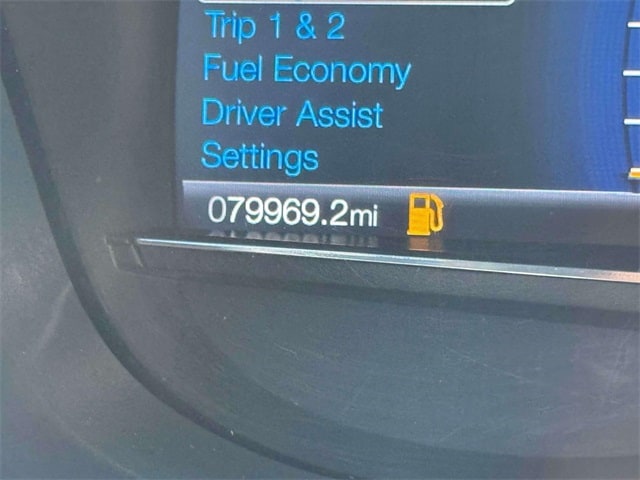 Trip 1 & 2
Fuel Economy
Driver Assist
Settings
079969.2mi